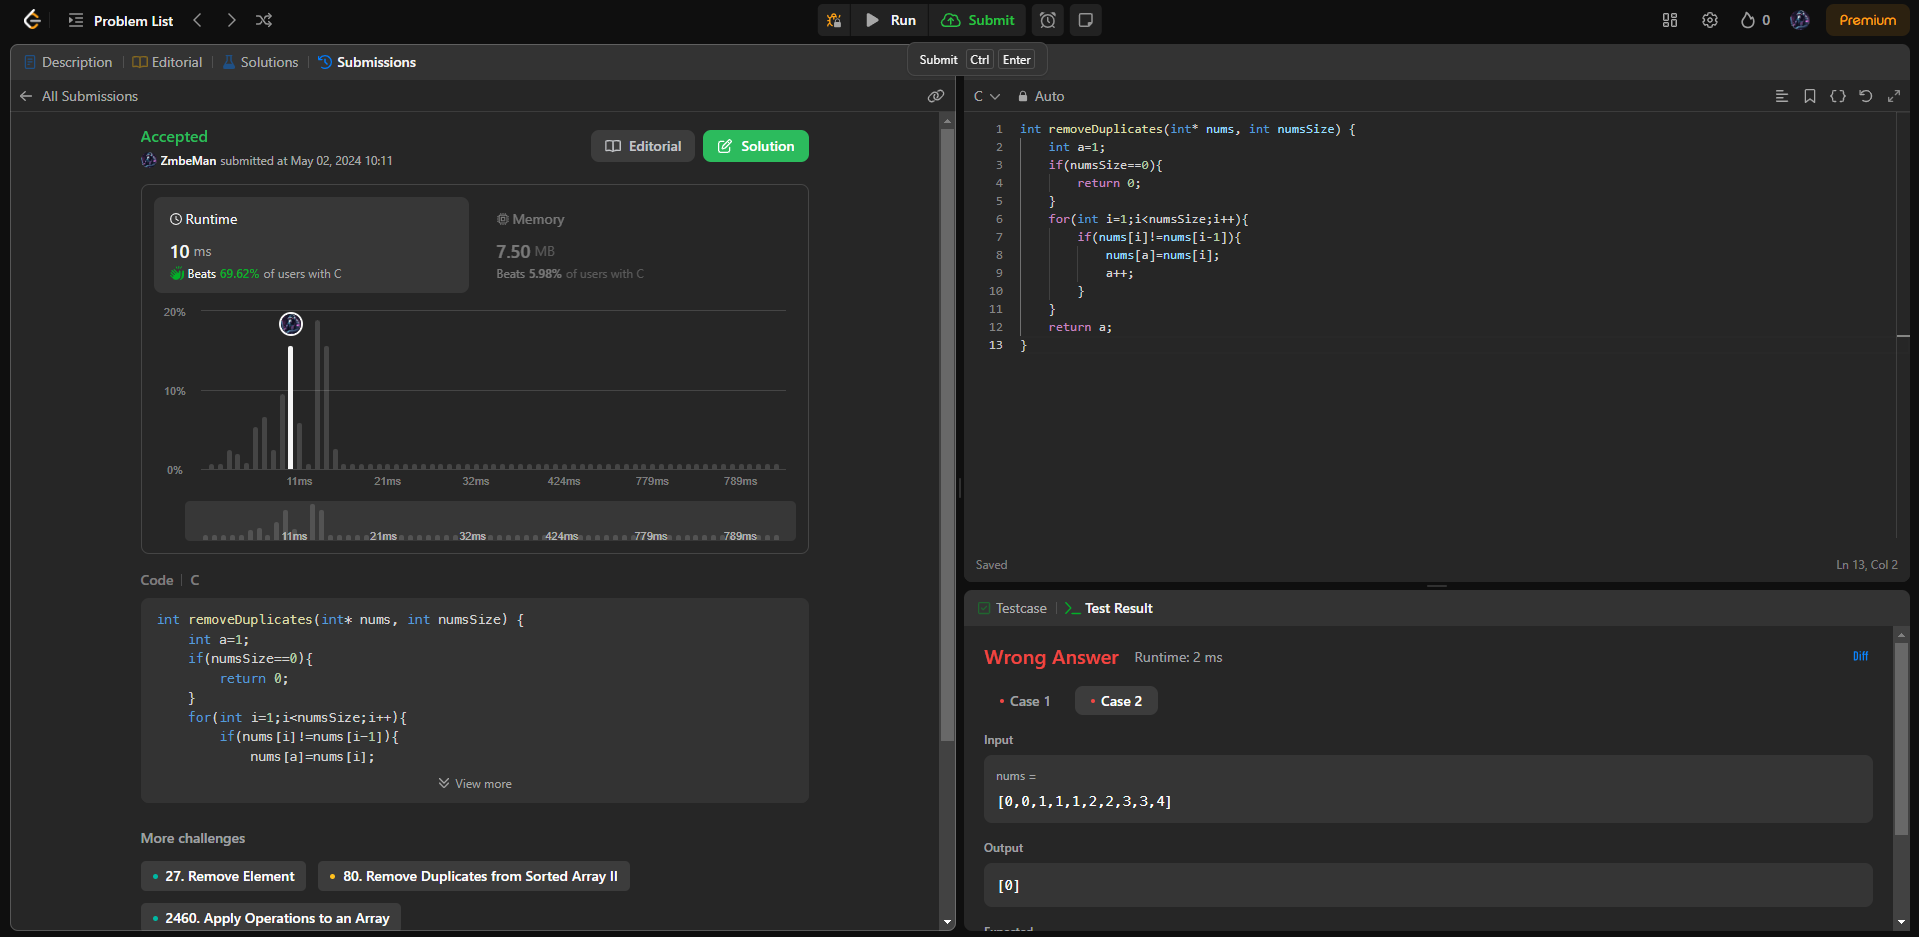 Problem List
Run
Submit
0
Premium
Description
Editorial
Solutions
Submissions
Submit Ctrl Enter
All Submissions
Accepted
ZmbeMan submitted at May 02, 2024 10:11
Editorial
Solution
Runtime
10 ms
Beats 69.62% of users with C
Memory
7.50 MB
Beats 5.98% of users with C
20%
10%
0%
11ms 21ms 32ms 424ms 779ms 789ms
11ms 21ms 32ms 424ms 779ms 789ms
Code C
int removeDuplicates(int* nums, int numsSize) {
    int a=1;
    if(numsSize==0){
        return 0;
    }
    for(int i=1;i<numsSize;i++){
        if(nums[i]!=nums[i-1]){
            nums[a]=nums[i];
View more
More challenges
27. Remove Element
80. Remove Duplicates from Sorted Array II
2460. Apply Operations to an Array
C Auto
1 int removeDuplicates(int* nums, int numsSize) {
2     int a=1;
3     if(numsSize==0){
4         return 0;
5     }
6     for(int i=1;i<numsSize;i++){
7         if(nums[i]!=nums[i-1]){
8             nums[a]=nums[i];
9             a++;
10         }
11     }
12     return a;
13 }
Saved
Ln 13, Col 2
Testcase
Test Result
Wrong Answer
Runtime: 2 ms
Diff
Case 1
Case 2
Input
nums =
[0,0,1,1,1,2,2,3,3,4]
Output
[0]
Expected